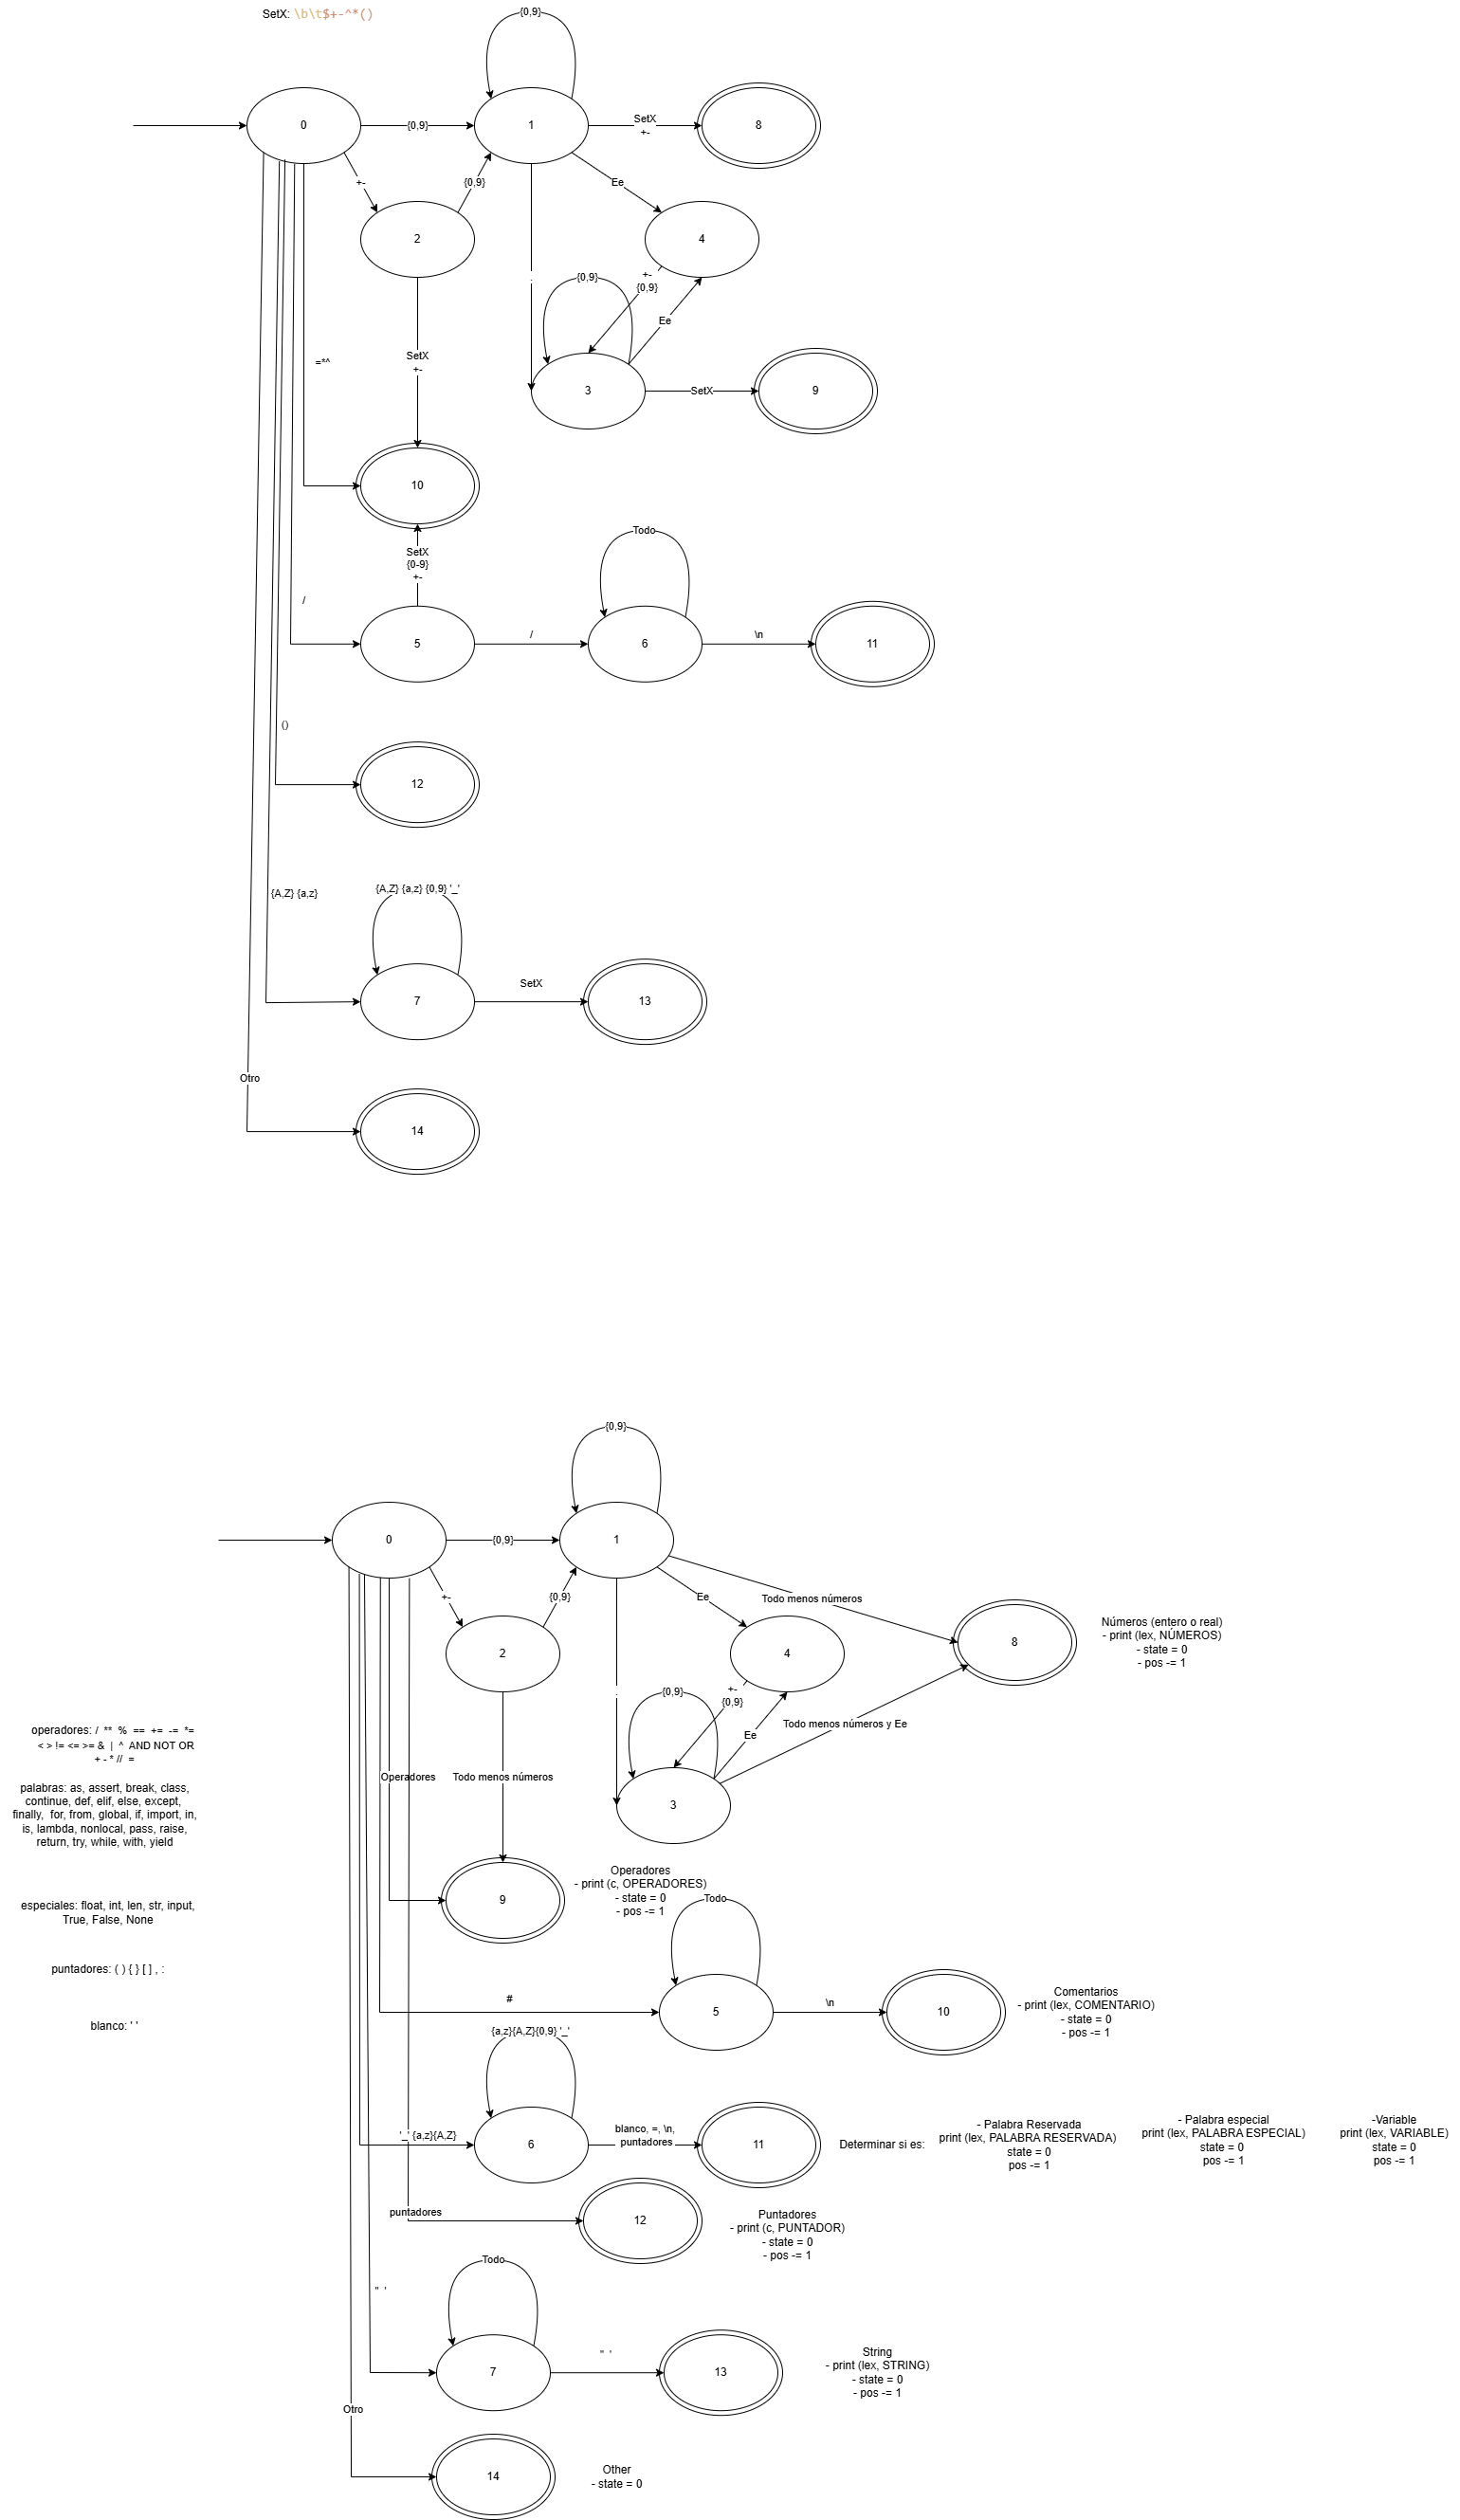 SetX: \b\t$+-^*()
{0,9}
0
{0,9}
1
SetX
+-
8
+-
{0,9}
Ee
2
4
.
{0,9}
+-
{0,9}
Ee
SetX
+-
=*^
3
SetX
9
10
SetX
{0-9}
+-
Todo
/
5
/
6
\n
11
()
12
{A,Z} {a,z}
{A,Z} {a,z} {0,9} '_'
7
SetX
13
Otro
14
{0,9}
0
{0,9}
1
+-
{0,9}
Ee
Todo menos números
2
4
8
Números (entero o real)
- print (lex, NÚMEROS)
- state = 0
- pos -= 1
.
{0,9}
+-
{0,9}
Ee
Todo menos números y Ee
operadores: / ** % == += -= *=
< > != <= >= & | ^ AND NOT OR
+ - * // =
palabras: as, assert, break, class,
continue, def, elif, else, except,
finally, for, from, global, if, import, in,
is, lambda, nonlocal, pass, raise,
return, try, while, with, yield
Operadores
Todo menos números
3
9
Operadores
- print (c, OPERADORES)
- state = 0
- pos -= 1
especiales: float, int, len, str, input,
True, False, None
Todo
puntadores: ( ) { } [ ] , :
#
5
\n
10
Comentarios
- print (lex, COMENTARIO)
- state = 0
- pos -= 1
blanco: ' '
{a,z}{A,Z}{0,9} '_'
'_' {a,z}{A,Z}
6
blanco, =, \n,
puntadores
11
Determinar si es:
- Palabra Reservada
print (lex, PALABRA RESERVADA)
state = 0
pos -= 1
- Palabra especial
print (lex, PALABRA ESPECIAL)
state = 0
pos -= 1
-Variable
print (lex, VARIABLE)
state = 0
pos -= 1
puntadores
12
Puntadores
- print (c, PUNTADOR)
- state = 0
- pos -= 1
Todo
" '
7
" '
13
String
- print (lex, STRING)
- state = 0
- pos -= 1
Otro
14
Other
- state = 0